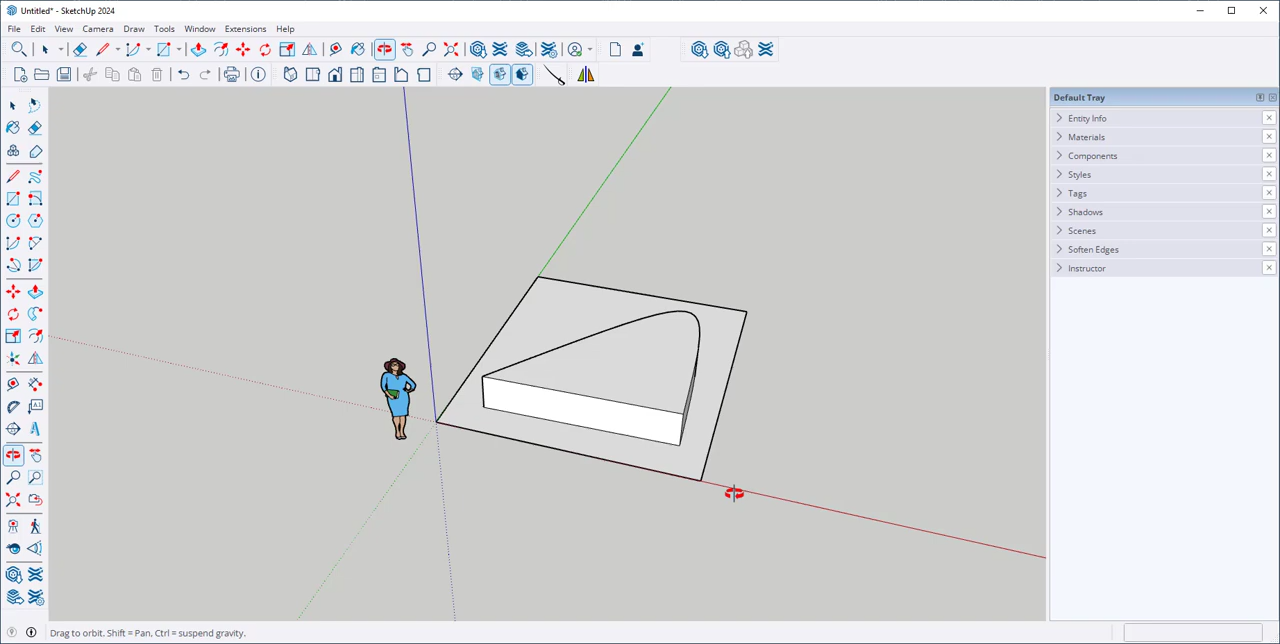 Untitled* - SketchUp 2024
File Edit View Camera Draw Tools Window Extensions Help
Default Tray
Entity Info
Materials
Components
Styles
Tags
Shadows
Scenes
Soften Edges
Instructor
Drag to orbit. Shift = Pan, Ctrl = suspend gravity.